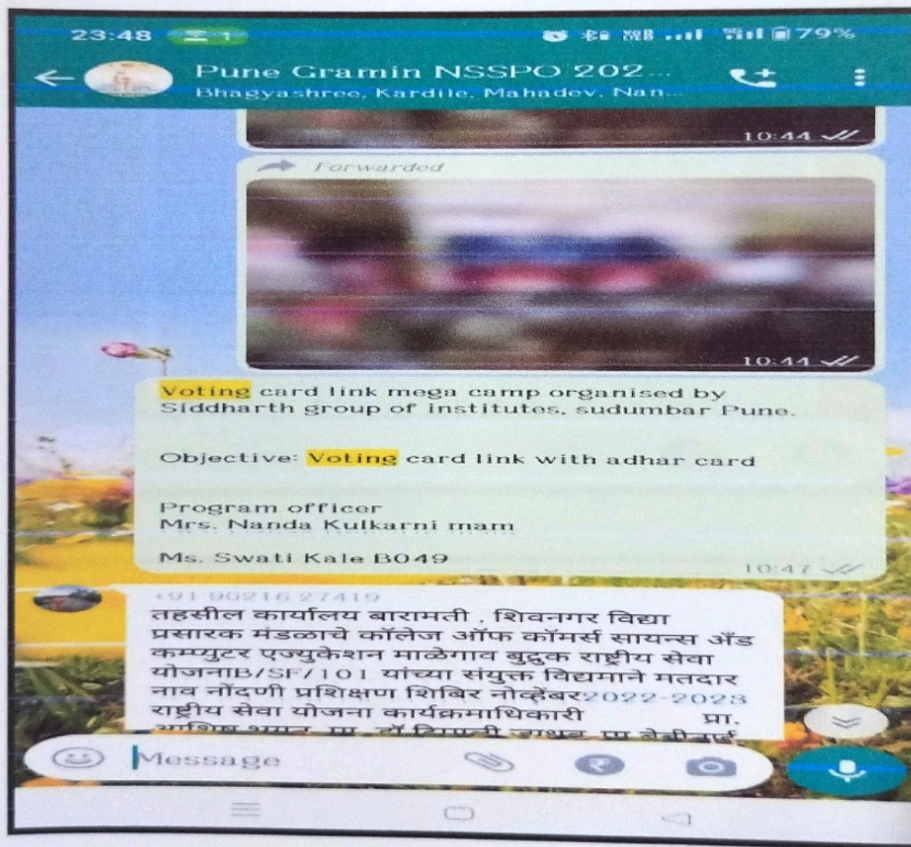 23:48
1
79%
Pune Gramin NSSPO 202...
Bhagyashree, Kardile, Mahadev, Nan...
10:44
Forwarded
10:44
Voting card link mega camp organised by
Siddharth group of institutes, sudumbar Pune.
Objective: Voting card link with adhar card
Program officer
Mrs. Nanda Kulkarni mam
Ms. Swati Kale B049
10:47
+91 90216 27419
तहसील कार्यालय बारामती , शिवनगर विद्या
प्रसारक मंडळाचे कॉलेज ऑफ कॉमर्स सायन्स अँड
कम्प्युटर एज्युकेशन माळेगाव बुद्रुक राष्ट्रीय सेवा
योजनाB/SF/101 यांच्या संयुक्त विद्यमाने मतदार
नाव नोंदणी प्रशिक्षण शिबिर नोव्हेंबर2022-2023
राष्ट्रीय सेवा योजना कार्यक्रमाधिकारी प्रा.
Message